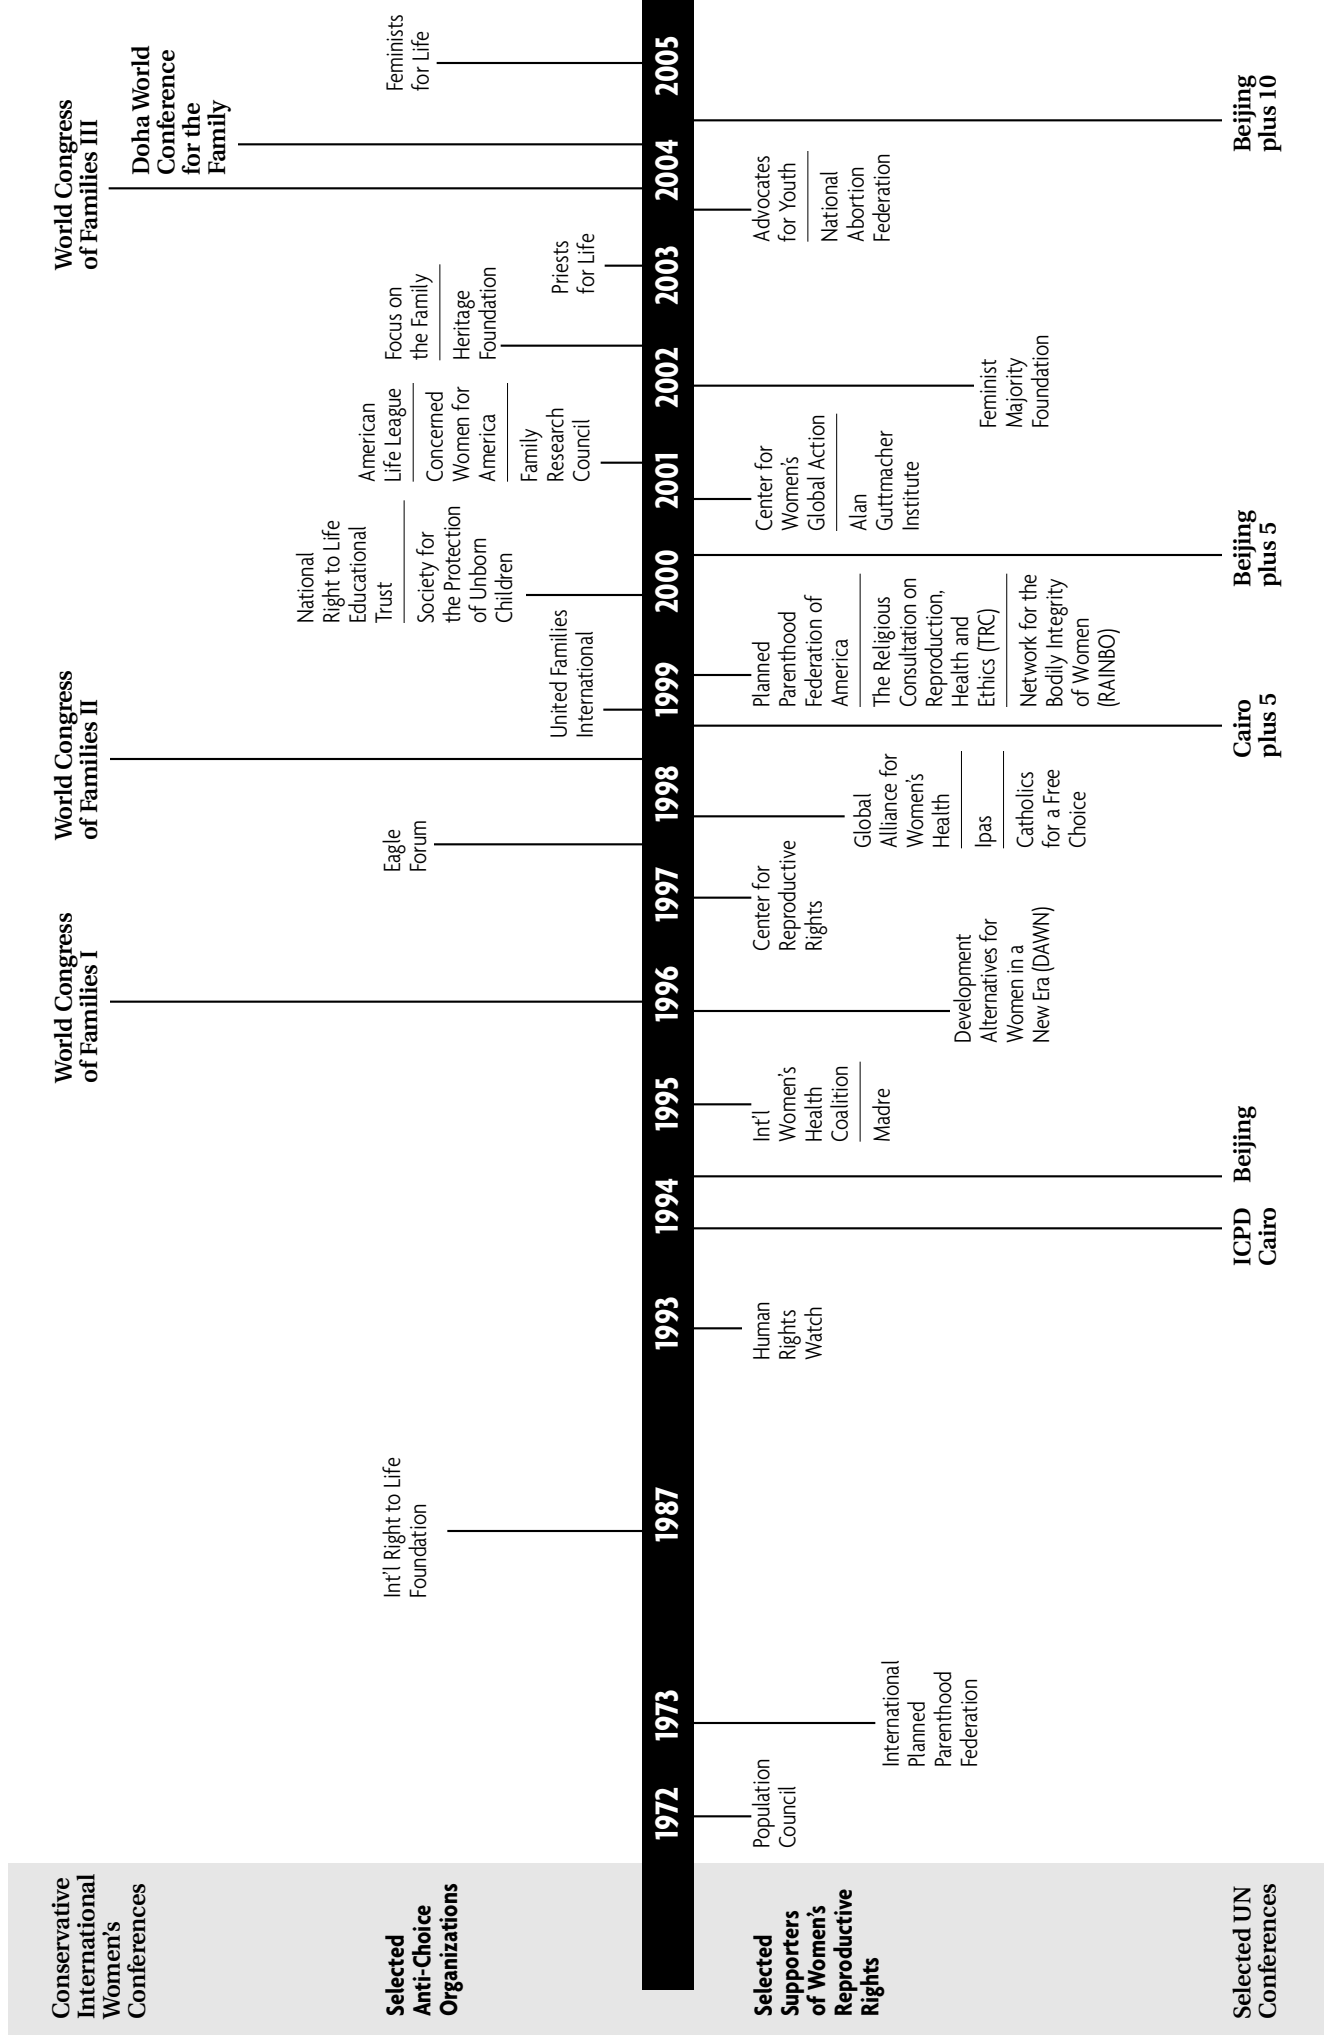 Conservative
International
Women's
Conferences
World Congress
of Families I
World Congress
of Families II
World Congress
of Families III
Doha World
Conference
for the
Family
Selected
Anti-Choice
Organizations
Int'l Right to Life
Foundation
Eagle
Forum
United Families
International
National
Right to Life
Educational
Trust
Society for
the Protection
of Unborn
Children
American
Life League
Concerned
Women for
America
Family
Research
Council
Focus on
the Family
Heritage
Foundation
Priests
for Life
Feminists
for Life
1972
1973
1987
1993
1994
1995
1996
1997
1998
1999
2000
2001
2002
2003
2004
2005
Selected
Supporters
of Women's
Reproductive
Rights
Population
Council
International
Planned
Parenthood
Federation
Human
Rights
Watch
Int'l
Women's
Health
Coalition
Madre
Development
Alternatives for
Women in a
New Era (DAWN)
Center for
Reproductive
Rights
Global
Alliance for
Women's
Health
Ipas
Catholics
for a Free
Choice
Planned
Parenthood
Federation of
America
The Religious
Consultation on
Reproduction,
Health and
Ethics (TRC)
Network for the
Bodily Integrity
of Women
(RAINBO)
Center for
Women's
Global Action
Alan
Guttmacher
Institute
Feminist
Majority
Foundation
Advocates
for Youth
National
Abortion
Federation
Selected UN
Conferences
ICPD
Cairo
Beijing
Cairo
plus 5
Beijing
plus 5
Beijing
plus 10